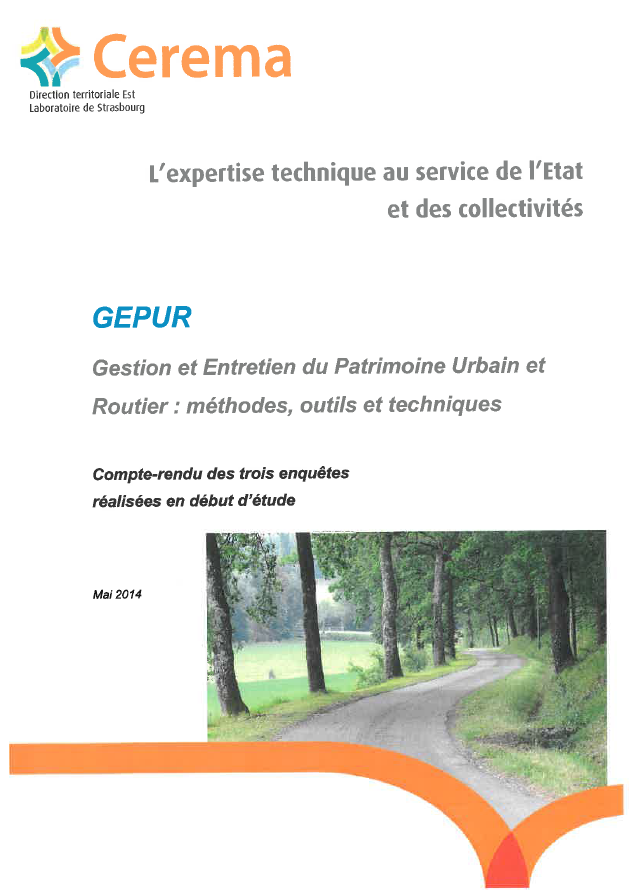 Cerema
Direction territoriale Est
Laboratoire de Strasbourg
L'expertise technique au service de l'Etat
et des collectivités
GEPUR
Gestion et Entretien du Patrimoine Urbain et
Routier : méthodes, outils et techniques
Compte-rendu des trois enquêtes
réalisées en début d'étude
Mai 2014